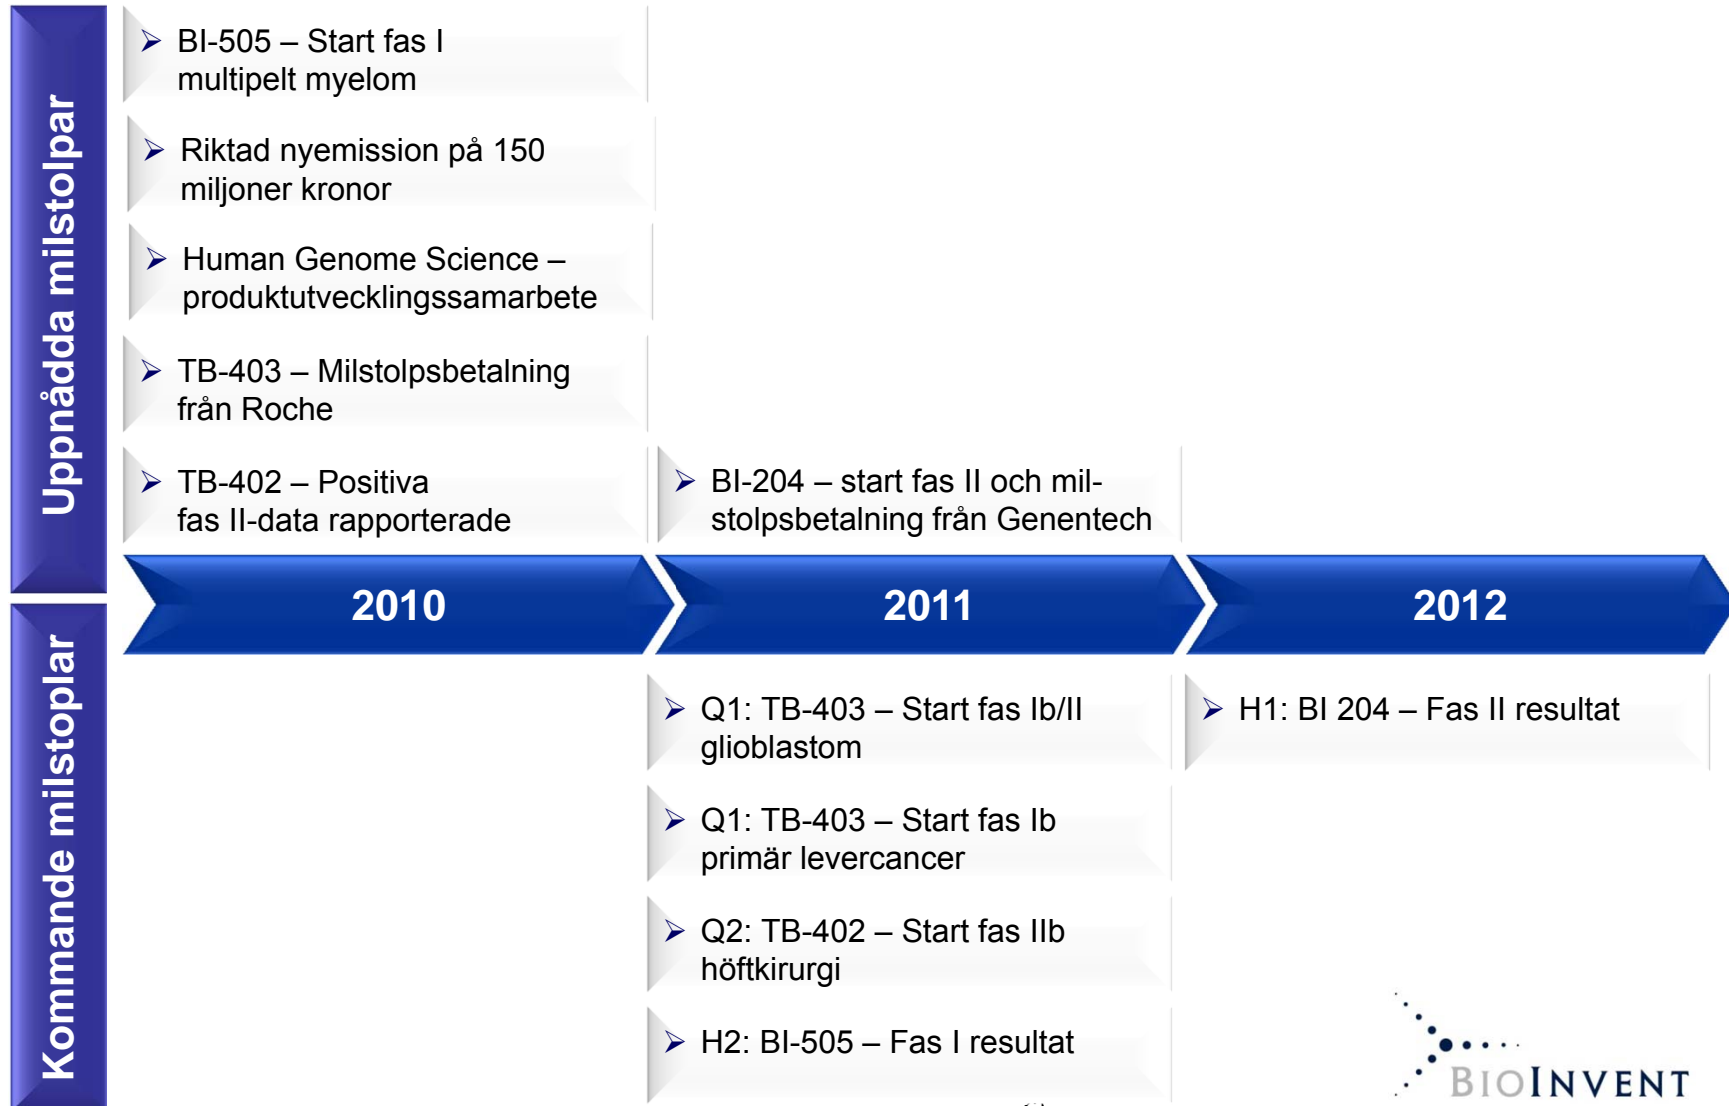 Uppnådda milstolpar
➢ BI-505 – Start fas I
multipelt myelom
➢ Riktad nyemission på 150
miljoner kronor
➢ Human Genome Science –
produktutvecklingssamarbete
➢ TB-403 – Milstolpsbetalning
från Roche
➢ TB-402 – Positiva
fas II-data rapporterade
➢ BI-204 – start fas II och mil-
stolpsbetalning från Genentech
2010
2011
2012
Kommande milstoplar
➢ Q1: TB-403 – Start fas Ib/II
glioblastom
➢ Q1: TB-403 – Start fas Ib
primär levercancer
➢ Q2: TB-402 – Start fas IIb
höftkirurgi
➢ H2: BI-505 – Fas I resultat
➢ H1: BI 204 – Fas II resultat
BIOINVENT